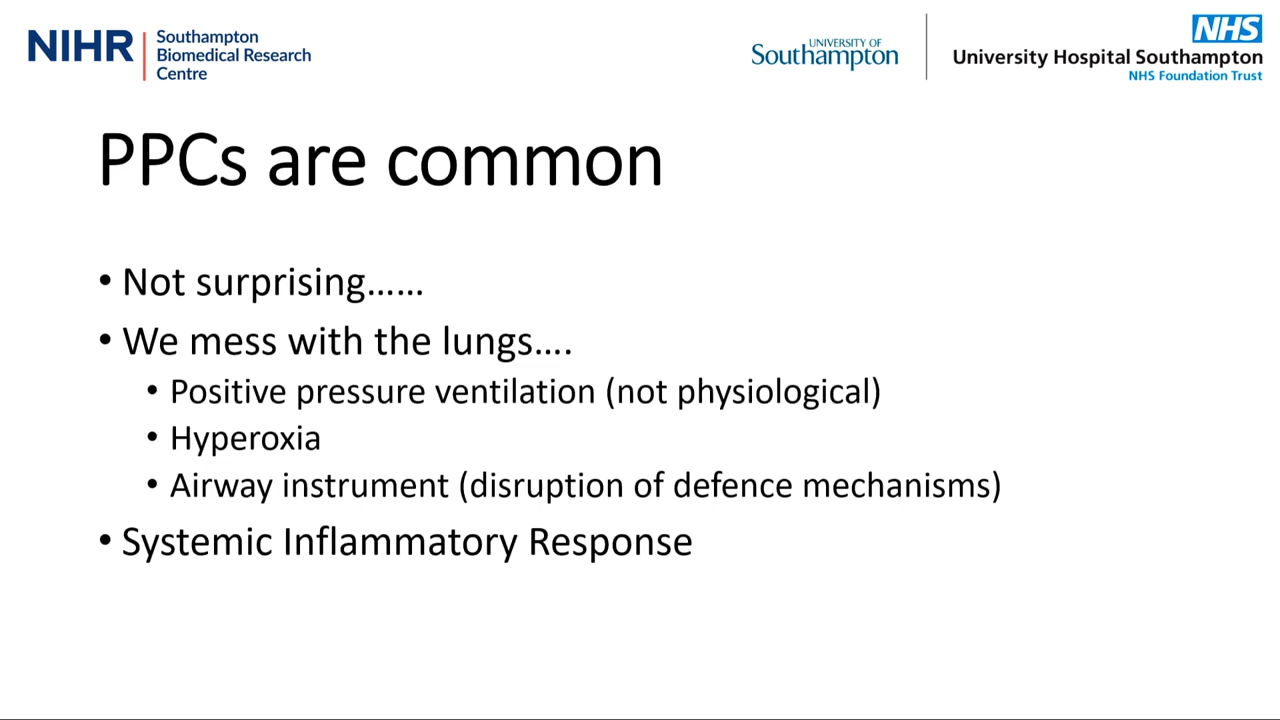 NIHR
Southampton
Biomedical Research
Centre
UNIVERSITY OF
Southampton
NHS
University Hospital Southampton
NHS Foundation Trust
PPCs are common
• Not surprising……
• We mess with the lungs….
• Positive pressure ventilation (not physiological)
• Hyperoxia
• Airway instrument (disruption of defence mechanisms)
• Systemic Inflammatory Response